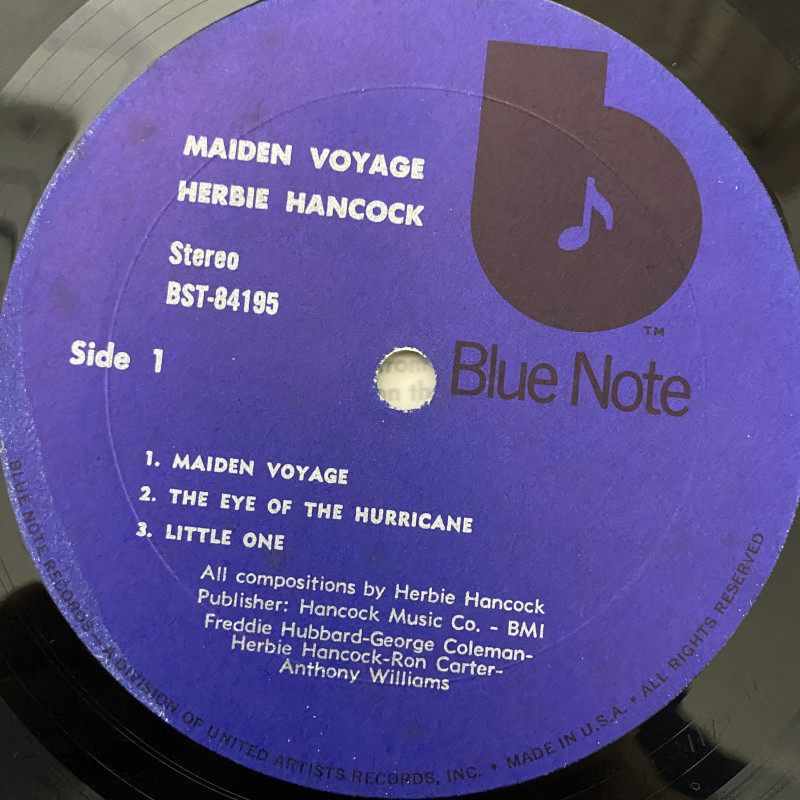 MAIDEN VOYAGE
HERBIE HANCOCK
Stereo
BST-84195
Side 1
TM
Blue Note
1. MAIDEN VOYAGE
2. THE EYE OF THE HURRICANE
3. LITTLE ONE
All compositions by Herbie Hancock
Publisher: Hancock Music Co. - BMI
Freddie Hubbard-George Coleman-
Herbie Hancock-Ron Carter-
Anthony Williams
BLUE NOTE RECORDS - A DIVISION OF UNITED ARTISTS RECORDS, INC. • MADE IN U.S.A. • ALL RIGHTS RESERVED